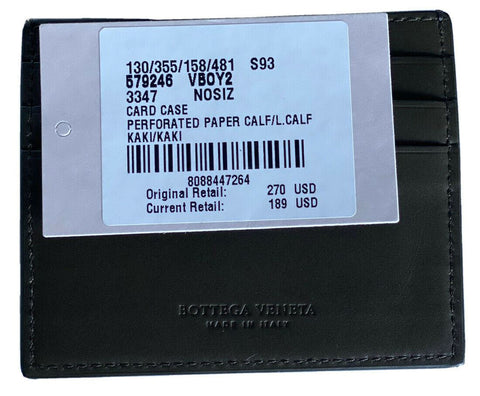 130/355/158/481 S93
579246 VBOY2
3347 NOSIZ
CARD CASE
PERFORATED PAPER CALF/L.CALF
KAKI/KAKI
8088447264
Original Retail: 270 USD
Current Retail: 189 USD
BOTTEGA VENETA
MADE IN ITALY